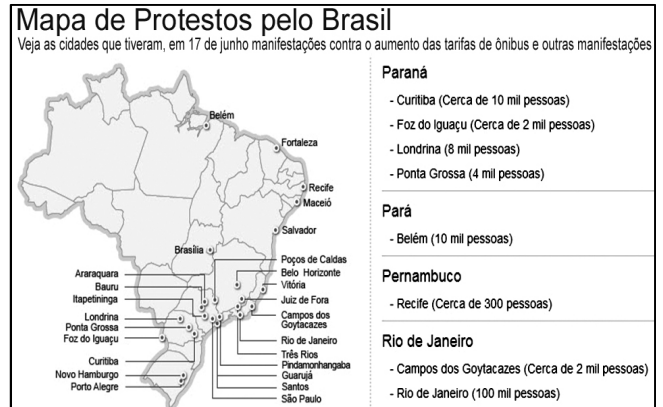 Mapa de Protestos pelo Brasil
Veja as cidades que tiveram, em 17 de junho manifestações contra o aumento das tarifas de ônibus e outras manifestações
Belém
Fortaleza
Recife
Maceió
Salvador
Brasília
Poços de Caldas
Belo Horizonte
Vitória
Juiz de Fora
Campos dos
Goytacazes
Rio de Janeiro
Três Rios
Pindamonhangaba
Guarujá
Santos
São Paulo
Araraquara
Bauru
Itapetininga
Londrina
Ponta Grossa
Foz do Iguaçu
Curitiba
Novo Hamburgo
Porto Alegre
Paraná
- Curitiba (Cerca de 10 mil pessoas)
- Foz do Iguaçu (Cerca de 2 mil pessoas)
- Londrina (8 mil pessoas)
- Ponta Grossa (4 mil pessoas)
Pará
- Belém (10 mil pessoas)
Pernambuco
- Recife (Cerca de 300 pessoas)
Rio de Janeiro
- Campos dos Goytacazes (Cerca de 2 mil pessoas)
- Rio de Janeiro (100 mil pessoas)